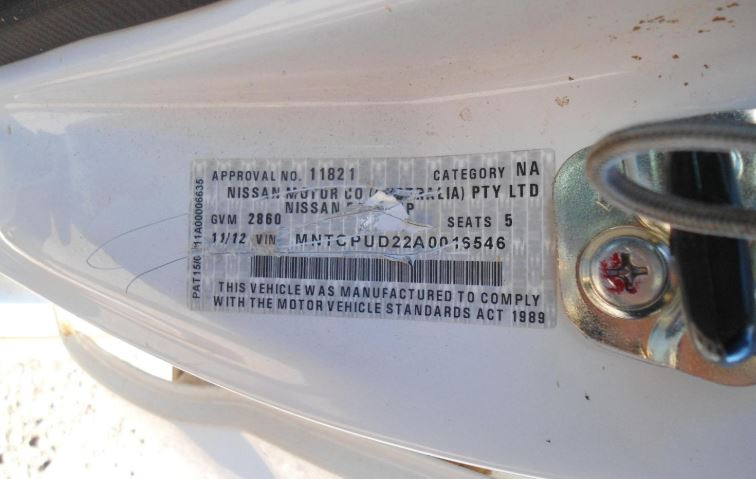 APPROVAL NO. 11821 CATEGORY NA
NISSAN MOTOR CO (AUSTRALIA) PTY LTD
NISSAN
GVM 2860 SEATS 5
11/12 VIN MNTCPUD22A0016546
THIS VEHICLE WAS MANUFACTURED TO COMPLY
WITH THE MOTOR VEHICLE STANDARDS ACT 1989